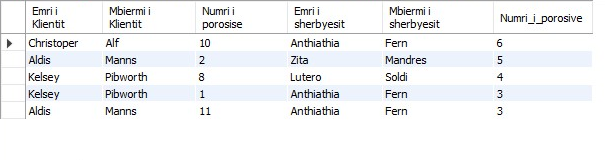 Emri i Klientit Mbiermi i Klientit Numri i porosise Emri i sherbyesit Mbiermi i sherbyesit Numri_i_porosive
Christoper Alf 10 Anthiathia Fern 6
Aldis Manns 2 Zita Mandres 5
Kelsey Pibworth 8 Lutero Soldi 4
Kelsey Pibworth 1 Anthiathia Fern 3
Aldis Manns 11 Anthiathia Fern 3